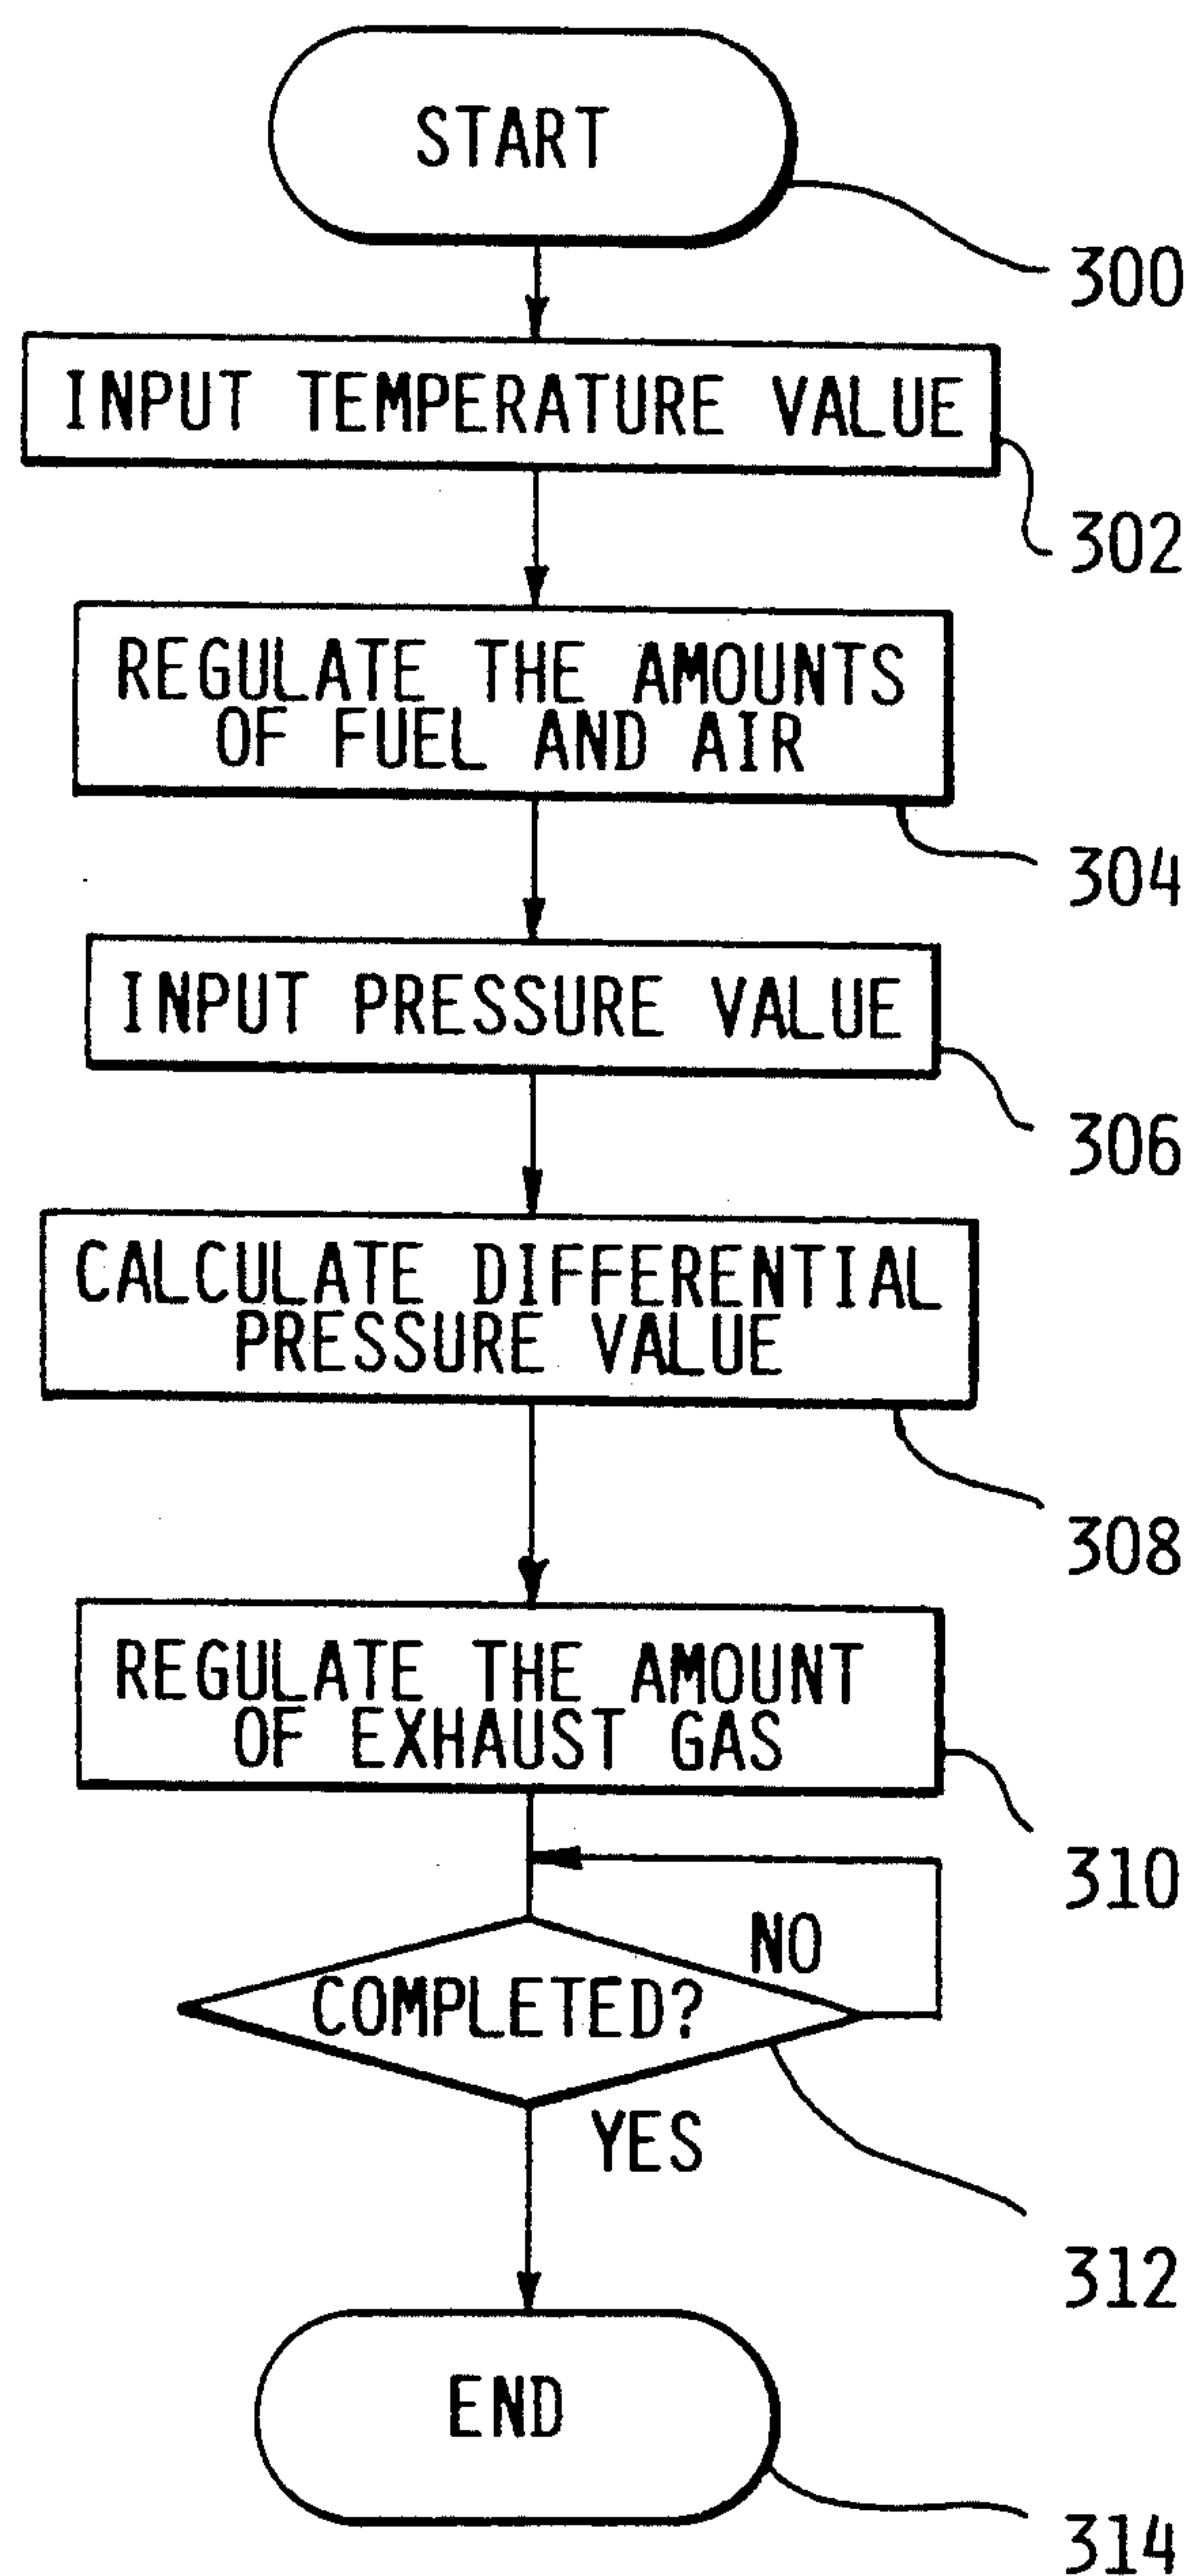 START
300
INPUT TEMPERATURE VALUE
302
REGULATE THE AMOUNTS
OF FUEL AND AIR
304
INPUT PRESSURE VALUE
306
CALCULATE DIFFERENTIAL
PRESSURE VALUE
308
REGULATE THE AMOUNT
OF EXHAUST GAS
310
NO
COMPLETED?
YES
312
END
314